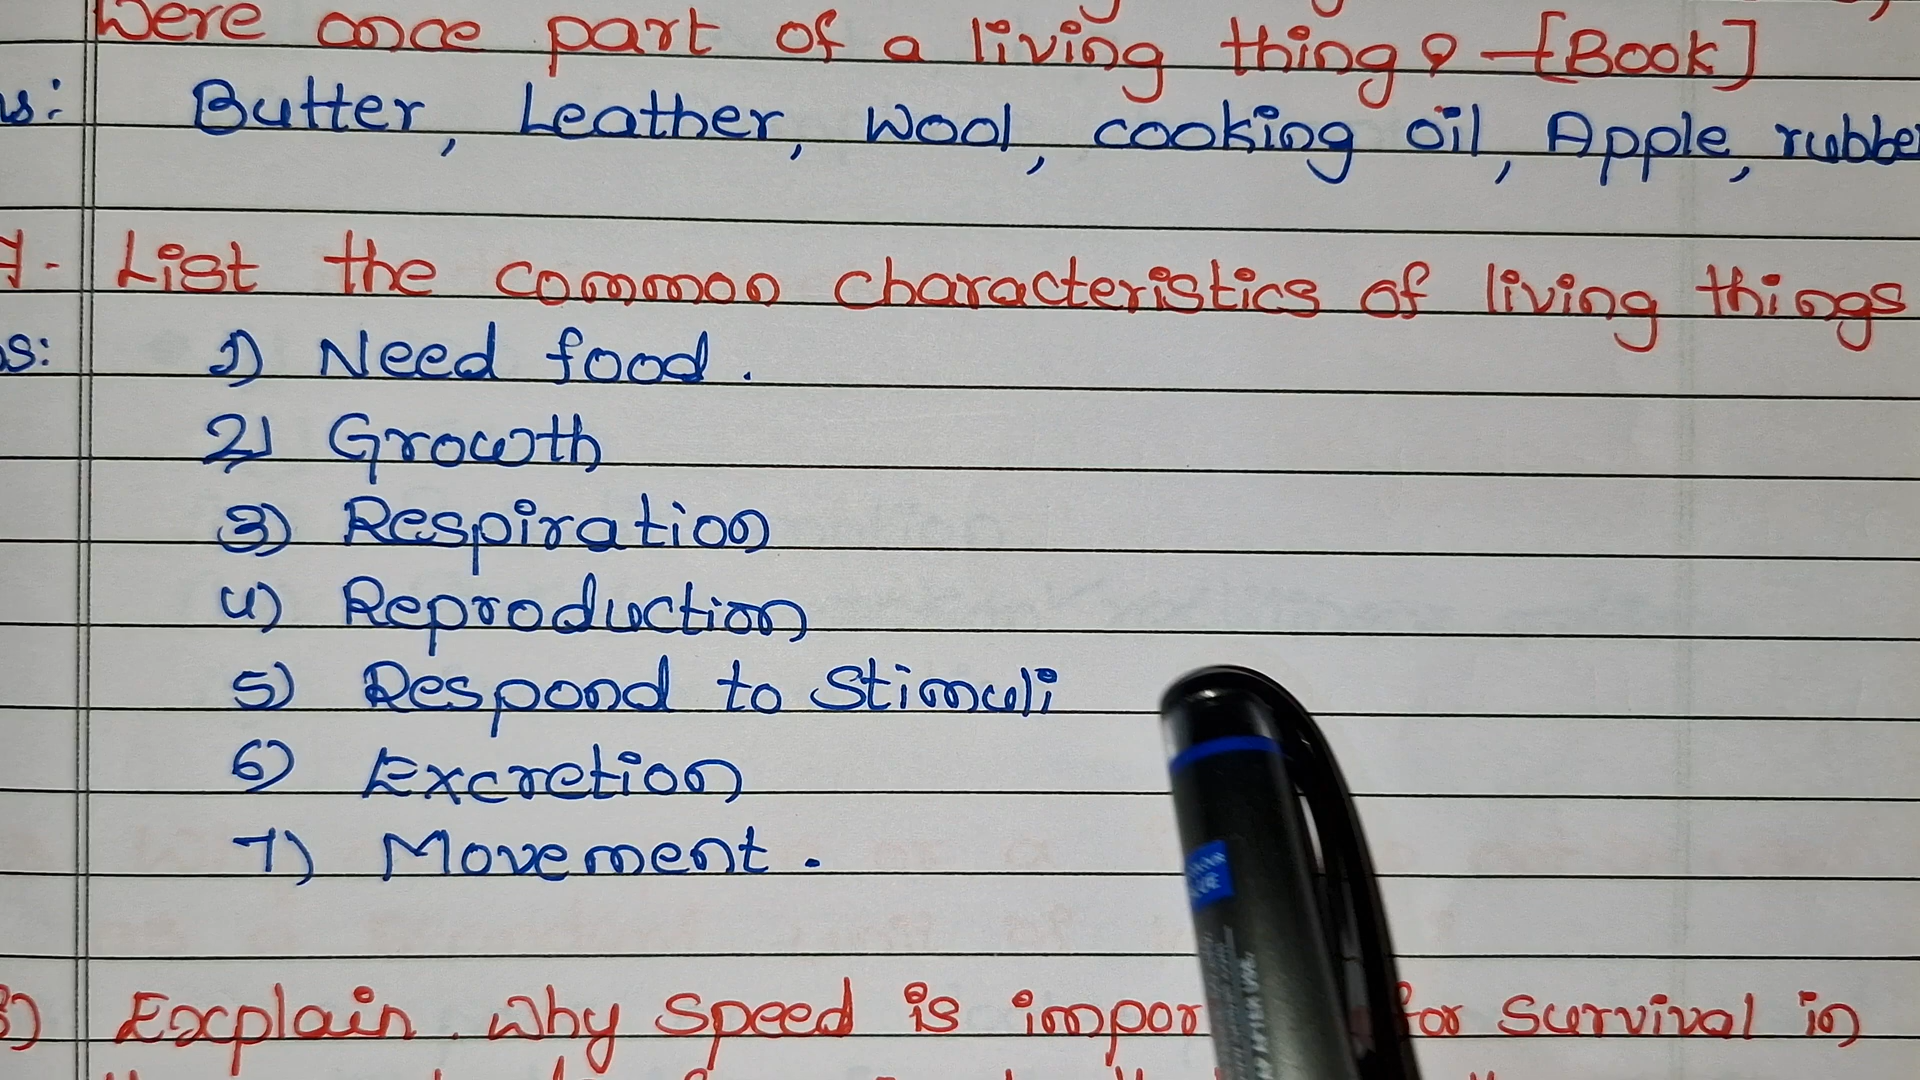 were once part of a living thing? -[Book]
Butter, Leather, Wool, cooking oil, Apple, rubber
7. List the common characteristics of living things
s: 1) Need food.
2) Growth
3) Respiration
4) Reproduction
5) Respond to Stimuli
6) Excretion
7) Movement.
Explain why speed is impor for survival in